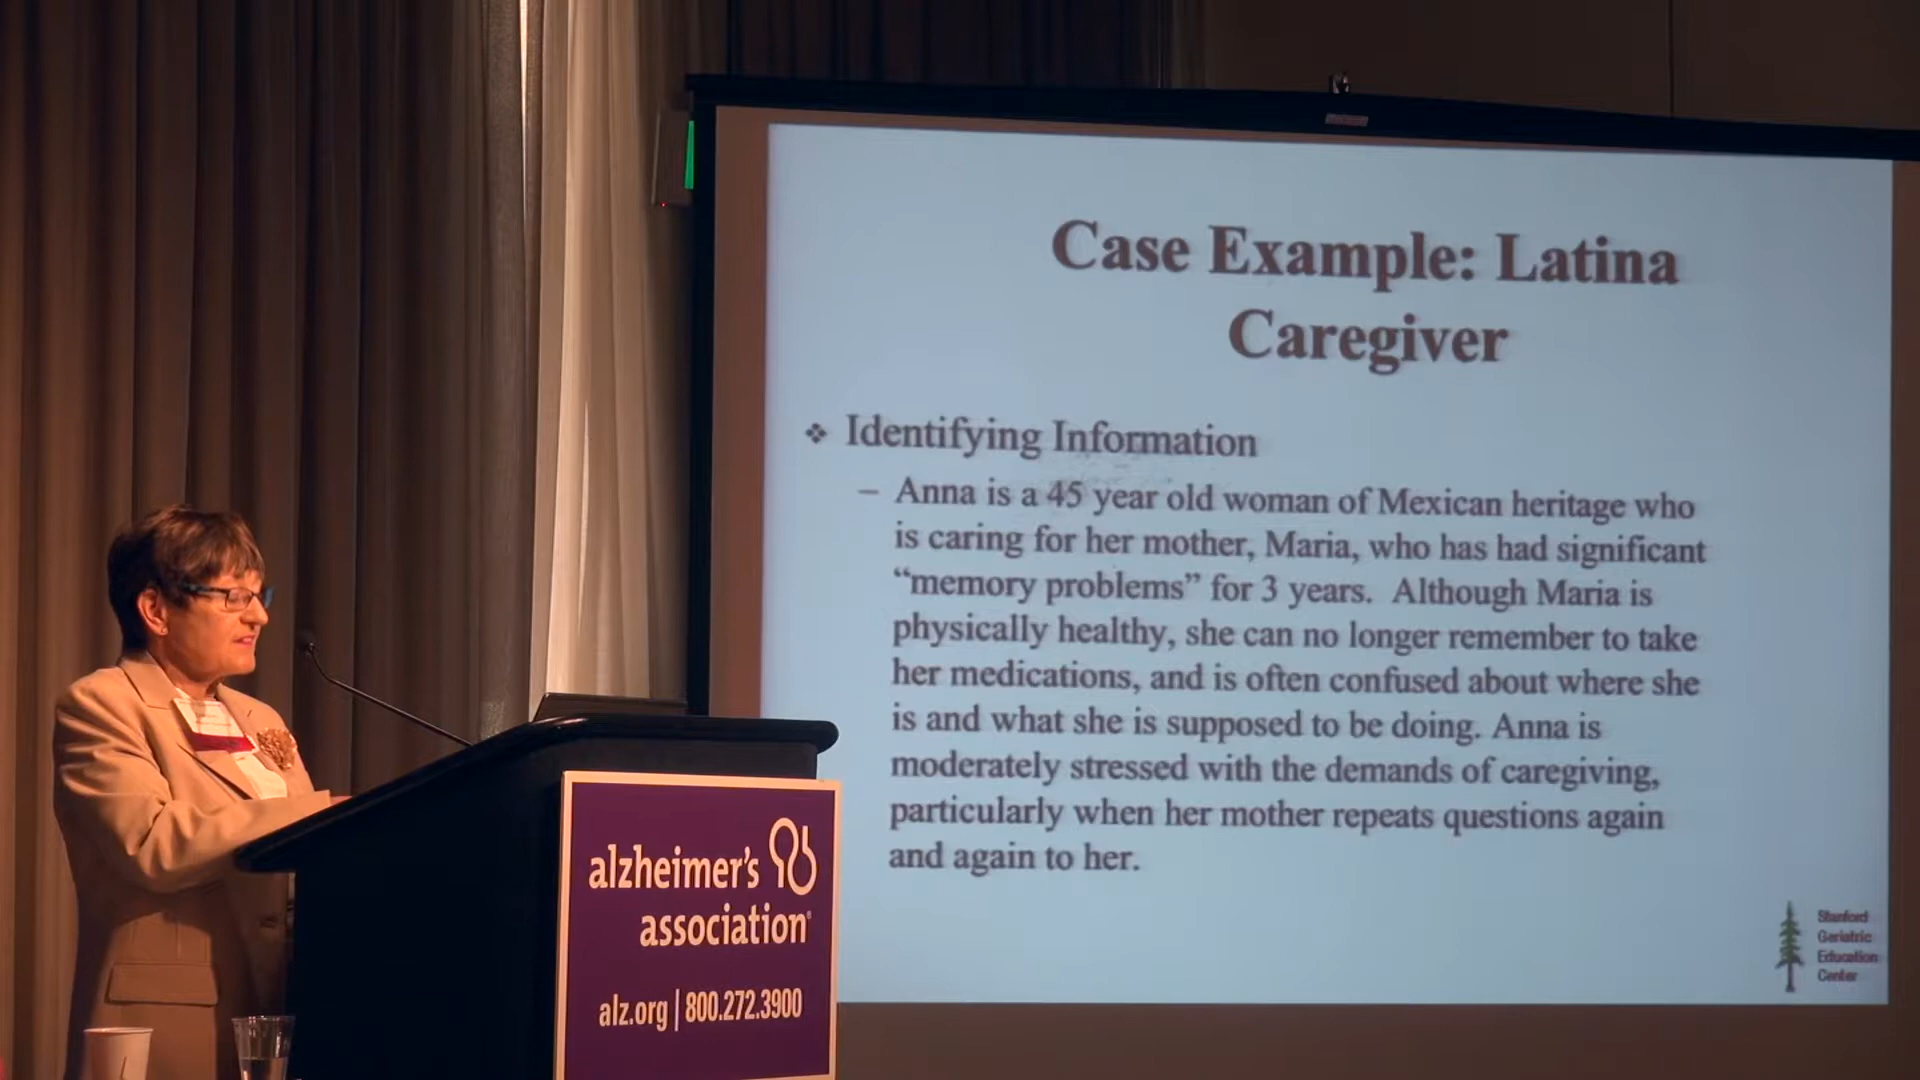 Case Example: Latina
Caregiver
❖ Identifying Information
– Anna is a 45 year old woman of Mexican heritage who
is caring for her mother, Maria, who has had significant
“memory problems” for 3 years. Although Maria is
physically healthy, she can no longer remember to take
her medications, and is often confused about where she
is and what she is supposed to be doing. Anna is
moderately stressed with the demands of caregiving,
particularly when her mother repeats questions again
and again to her.
Stanford
Geriatric
Education
Center
alzheimer's
association®
alz.org | 800.272.3900